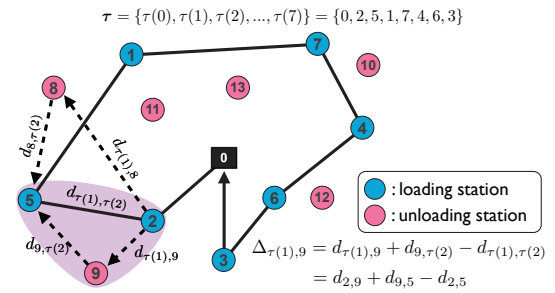 τ = {τ(0), τ(1), τ(2), ..., τ(7)} = {0, 2, 5, 1, 7, 4, 6, 3}
1
7
10
8
13
11
4
d_{8,τ(2)}
d_{τ(1),8}
0
5
d_{τ(1),τ(2)}
2
6
12
: loading station
: unloading station
d_{9,τ(2)}
d_{τ(1),9}
9
3
Δ_{τ(1),9} = d_{τ(1),9} + d_{9,τ(2)} − d_{τ(1),τ(2)}
= d_{2,9} + d_{9,5} − d_{2,5}